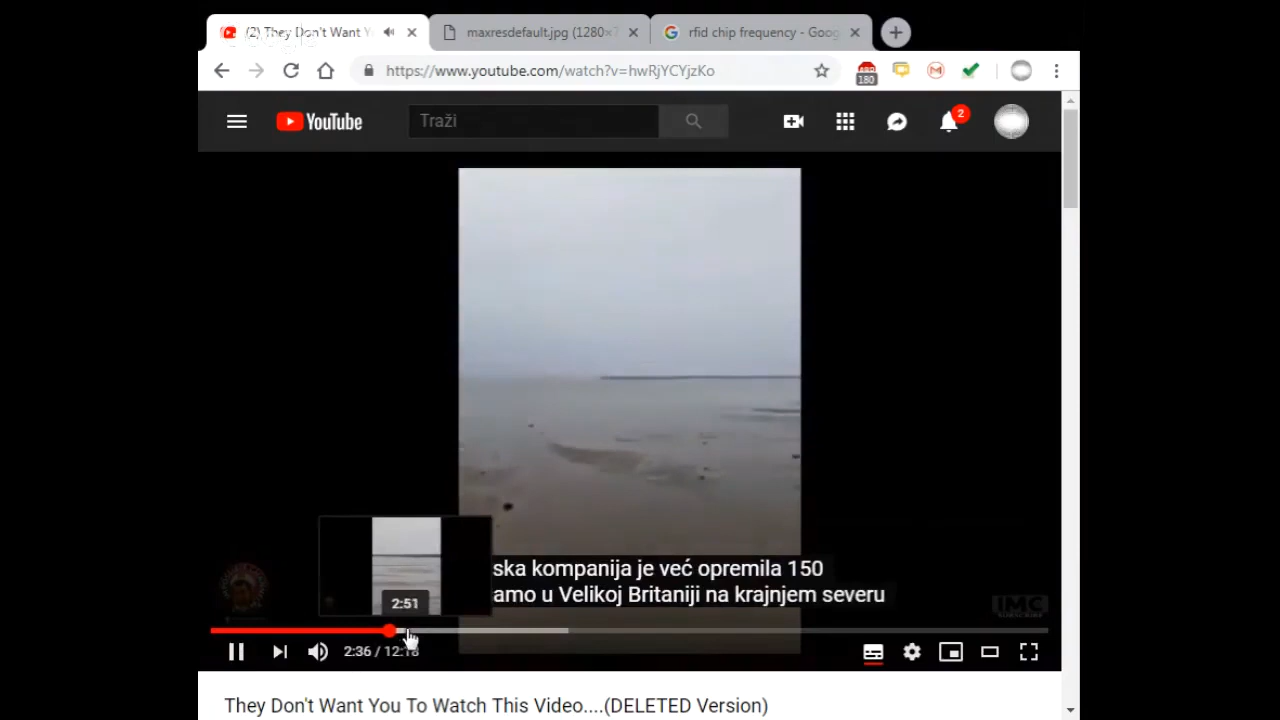 (2) They Don't Want Y
maxresdefault.jpg (1280×7
rfid chip frequency - Goog
https://www.youtube.com/watch?v=hwRjYCYjzKo
180
YouTube
Traži
2
ska kompanija je već opremila 150
amo u Velikoj Britaniji na krajnjem severu
2:51
IMC
2:36 / 12:18
They Don't Want You To Watch This Video....(DELETED Version)